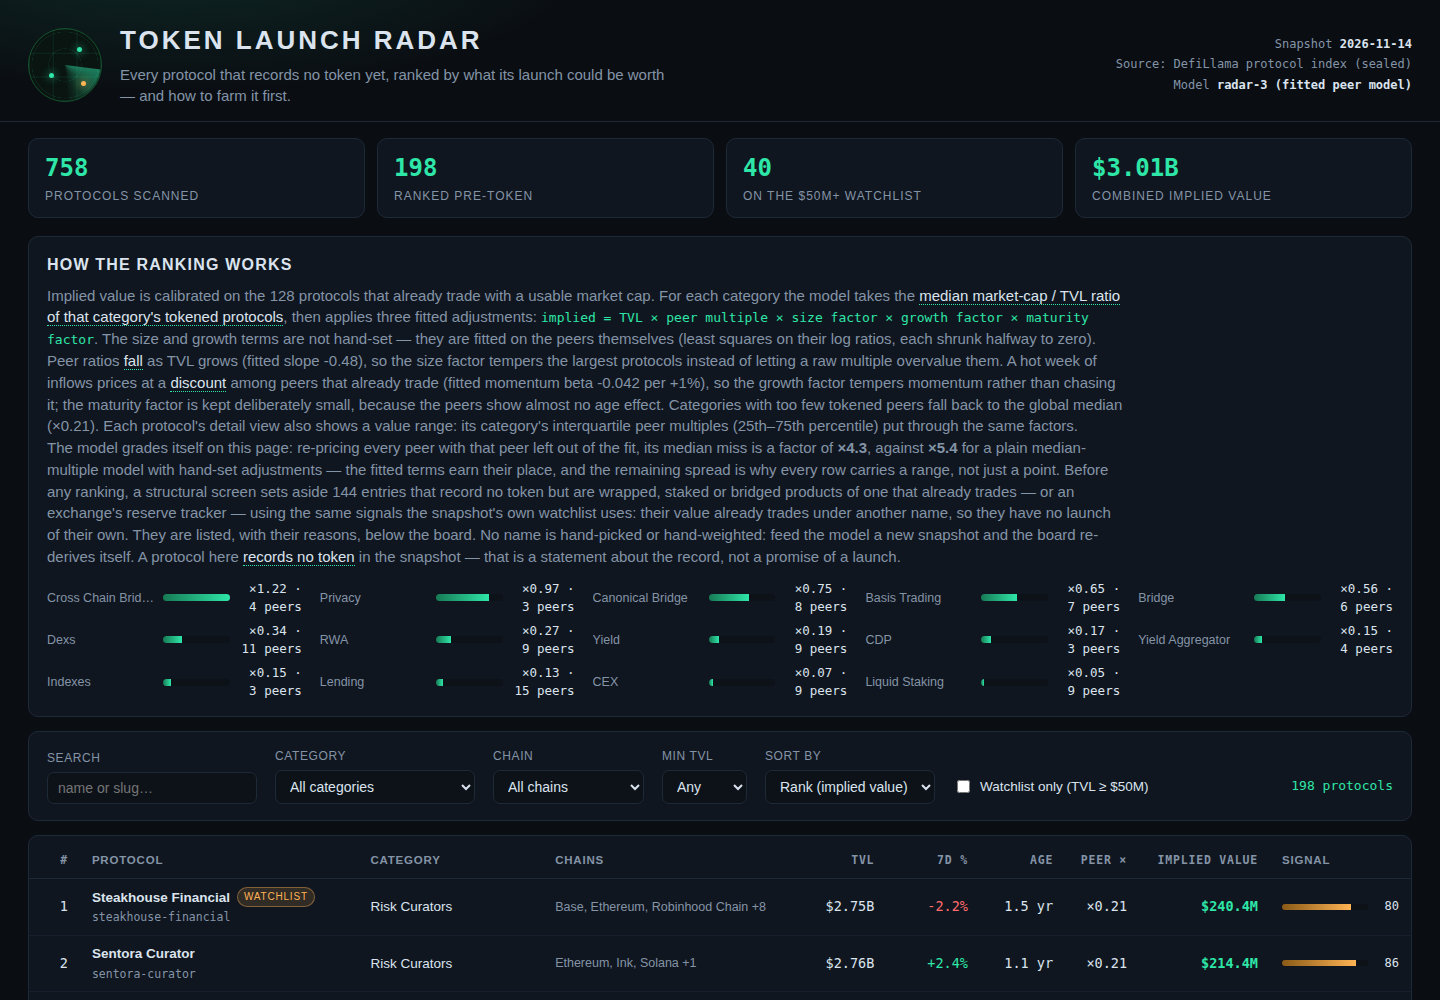 TOKEN LAUNCH RADAR
Every protocol that records no token yet, ranked by what its launch could be worth
— and how to farm it first.
Snapshot 2026-11-14
Source: DefiLlama protocol index (sealed)
Model radar-3 (fitted peer model)
758
PROTOCOLS SCANNED
198
RANKED PRE-TOKEN
40
ON THE $50M+ WATCHLIST
$3.01B
COMBINED IMPLIED VALUE
HOW THE RANKING WORKS
Implied value is calibrated on the 128 protocols that already trade with a usable market cap. For each category the model takes the median market-cap / TVL ratio
of that category's tokened protocols, then applies three fitted adjustments: implied = TVL × peer multiple × size factor × growth factor × maturity
factor. The size and growth terms are not hand-set — they are fitted on the peers themselves (least squares on their log ratios, each shrunk halfway to zero).
Peer ratios fall as TVL grows (fitted slope -0.48), so the size factor tempers the largest protocols instead of letting a raw multiple overvalue them. A hot week of
inflows prices at a discount among peers that already trade (fitted momentum beta -0.042 per +1%), so the growth factor tempers momentum rather than chasing
it; the maturity factor is kept deliberately small, because the peers show almost no age effect. Categories with too few tokened peers fall back to the global median
(×0.21). Each protocol's detail view also shows a value range: its category's interquartile peer multiples (25th–75th percentile) put through the same factors.
The model grades itself on this page: re-pricing every peer with that peer left out of the fit, its median miss is a factor of ×4.3, against ×5.4 for a plain median-
multiple model with hand-set adjustments — the fitted terms earn their place, and the remaining spread is why every row carries a range, not just a point. Before
any ranking, a structural screen sets aside 144 entries that record no token but are wrapped, staked or bridged products of one that already trades — or an
exchange's reserve tracker — using the same signals the snapshot's own watchlist uses: their value already trades under another name, so they have no launch
of their own. They are listed, with their reasons, below the board. No name is hand-picked or hand-weighted: feed the model a new snapshot and the board re-
derives itself. A protocol here records no token in the snapshot — that is a statement about the record, not a promise of a launch.
Cross Chain Brid… ×1.22 · 4 peers
Privacy ×0.97 · 3 peers
Canonical Bridge ×0.75 · 8 peers
Basis Trading ×0.65 · 7 peers
Bridge ×0.56 · 6 peers
Dexs ×0.34 · 11 peers
RWA ×0.27 · 9 peers
Yield ×0.19 · 9 peers
CDP ×0.17 · 3 peers
Yield Aggregator ×0.15 · 4 peers
Indexes ×0.15 · 3 peers
Lending ×0.13 · 15 peers
CEX ×0.07 · 9 peers
Liquid Staking ×0.05 · 9 peers
SEARCH
name or slug…
CATEGORY
All categories
CHAIN
All chains
MIN TVL
Any
SORT BY
Rank (implied value)
Watchlist only (TVL ≥ $50M)
198 protocols
# PROTOCOL CATEGORY CHAINS TVL 7D % AGE PEER × IMPLIED VALUE SIGNAL
1 Steakhouse Financial WATCHLIST Risk Curators Base, Ethereum, Robinhood Chain +8 $2.75B -2.2% 1.5 yr ×0.21 $240.4M 80
steakhouse-financial
2 Sentora Curator Risk Curators Ethereum, Ink, Solana +1 $2.76B +2.4% 1.1 yr ×0.21 $214.4M 86
sentora-curator